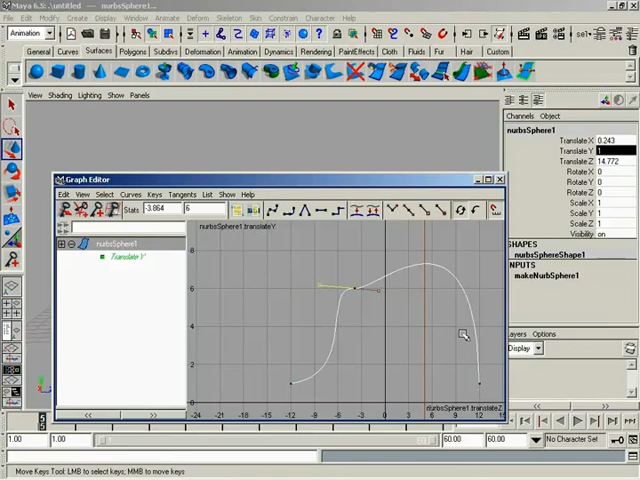 Maya 6.0: .\untitled --- nurbsSphere1...
File Edit Modify Create Display Window Animate Deform Skeleton Skin Constrain Character Help
Animation
sel
General Curves Surfaces Polygons Subdivs Deformation Animation Dynamics Rendering PaintEffects Cloth Fluids Fur Hair Custom
View Shading Lighting Show Panels
Channels Object
nurbsSphere1
Translate X 0.243
Translate Y 1
Translate Z 14.772
Rotate X 0
Rotate Y 0
Rotate Z 0
Scale X 1
Scale Y 1
Scale Z 1
Visibility on
SHAPES
nurbsSphereShape1
INPUTS
makeNurbSphere1
Layers Options
Display
Graph Editor
Edit View Select Curves Keys Tangents List Show Help
Stats -3.864 6
nurbsSphere1
Translate Y
nurbsSphere1.translateY
8
6
4
2
0
nurbsSphere1.translateZ
-24 -21 -18 -15 -12 -9 -6 -3 0 3 6 9 12
1.00 1.00 60.00 60.00 No Character Set
Move Keys Tool: LMB to select keys; MMB to move keys